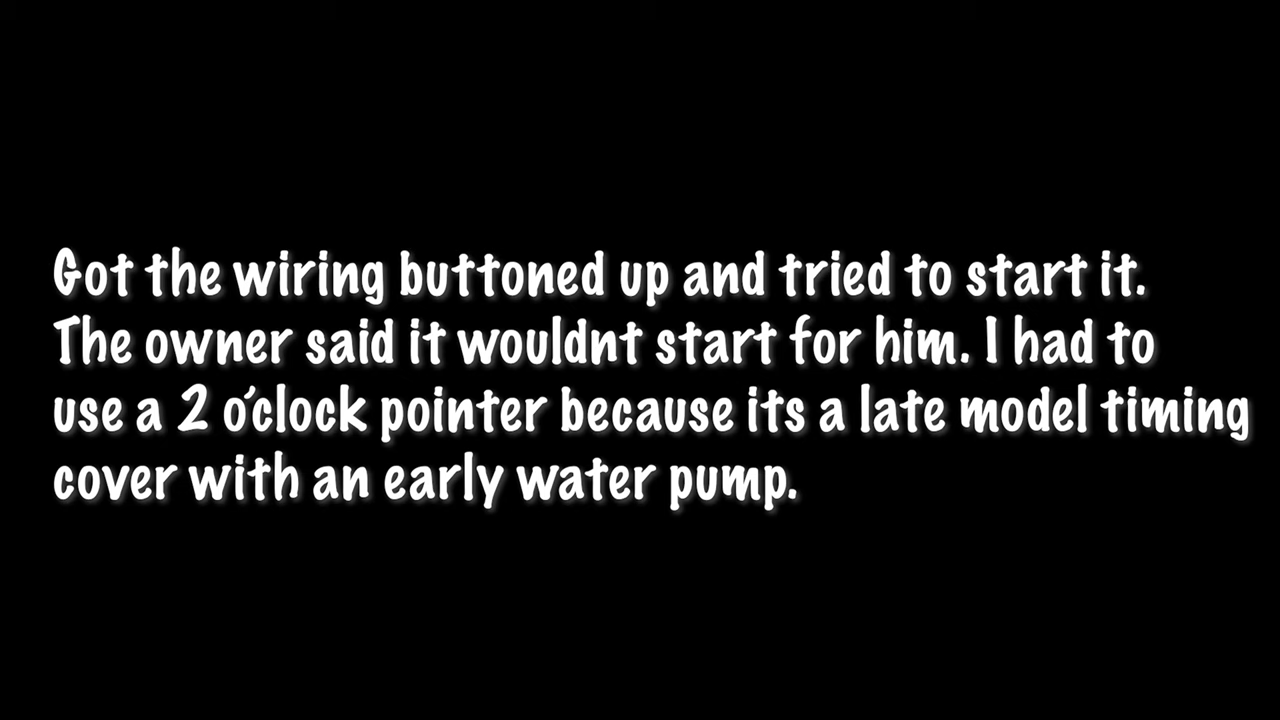 Got the wiring buttoned up and tried to start it.
The owner said it wouldnt start for him. I had to
use a 2 o'clock pointer because its a late model timing
cover with an early water pump.